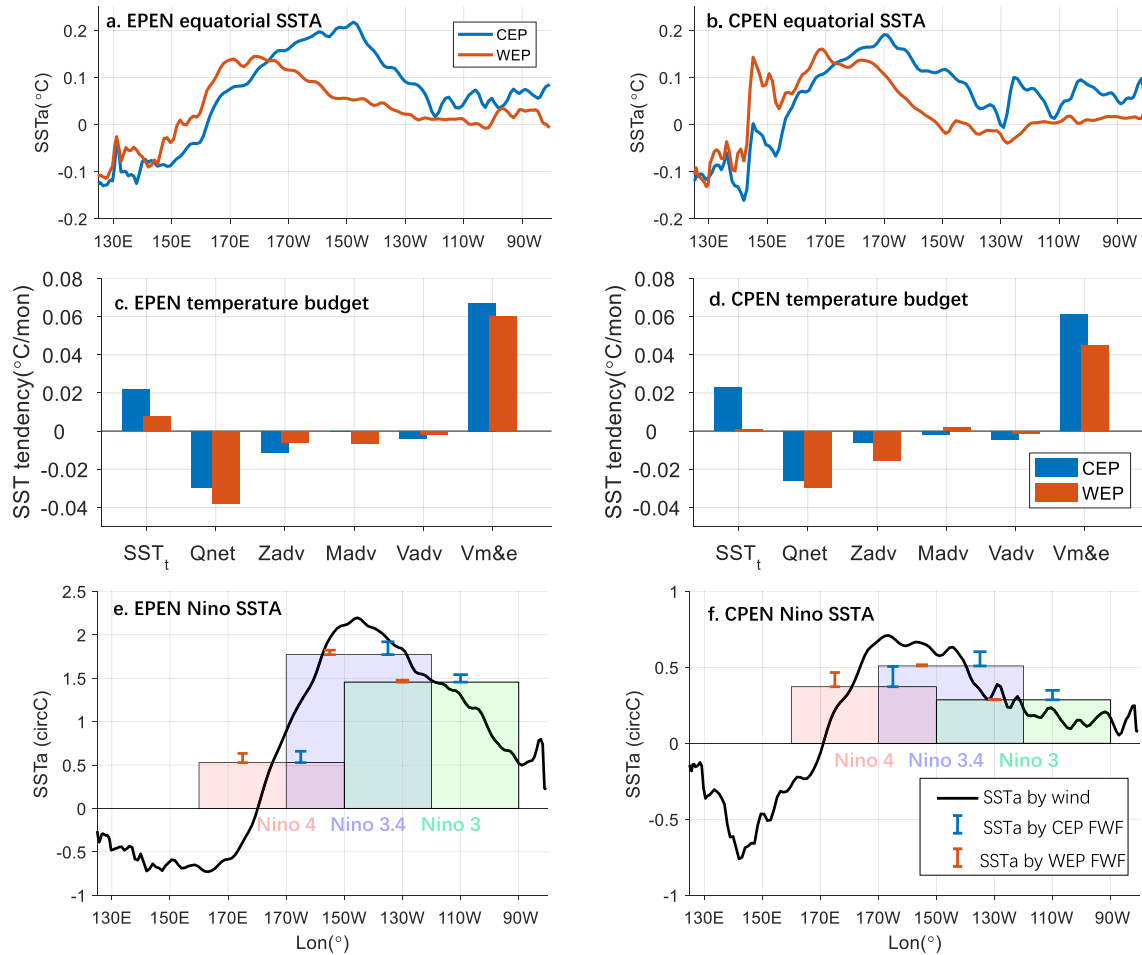 a. EPEN equatorial SSTA
CEP
WEP
SSTa(°C)
0.2
0.1
0
-0.1
-0.2
130E
150E
170E
170W
150W
130W
110W
90W
b. CPEN equatorial SSTA
SSTa(°C)
0.2
0.1
0
-0.1
-0.2
130E
150E
170E
170W
150W
130W
110W
90W
c. EPEN temperature budget
SST tendency(°C/mon)
0.08
0.06
0.04
0.02
0
-0.02
-0.04
SSTt
Qnet
Zadv
Madv
Vadv
Vm&e
d. CPEN temperature budget
SST tendency(°C/mon)
0.08
0.06
0.04
0.02
0
-0.02
-0.04
CEP
WEP
SSTt
Qnet
Zadv
Madv
Vadv
Vm&e
e. EPEN Nino SSTA
SSTa (circC)
2.5
2
1.5
1
0.5
0
-0.5
-1
Nino 4
Nino 3.4
Nino 3
130E
150E
170E
170W
150W
130W
110W
90W
Lon(°)
f. CPEN Nino SSTA
SSTa (circC)
1
0.5
0
-0.5
-1
Nino 4
Nino 3.4
Nino 3
SSTa by wind
SSTa by CEP FWF
SSTa by WEP FWF
130E
150E
170E
170W
150W
130W
110W
90W
Lon(°)